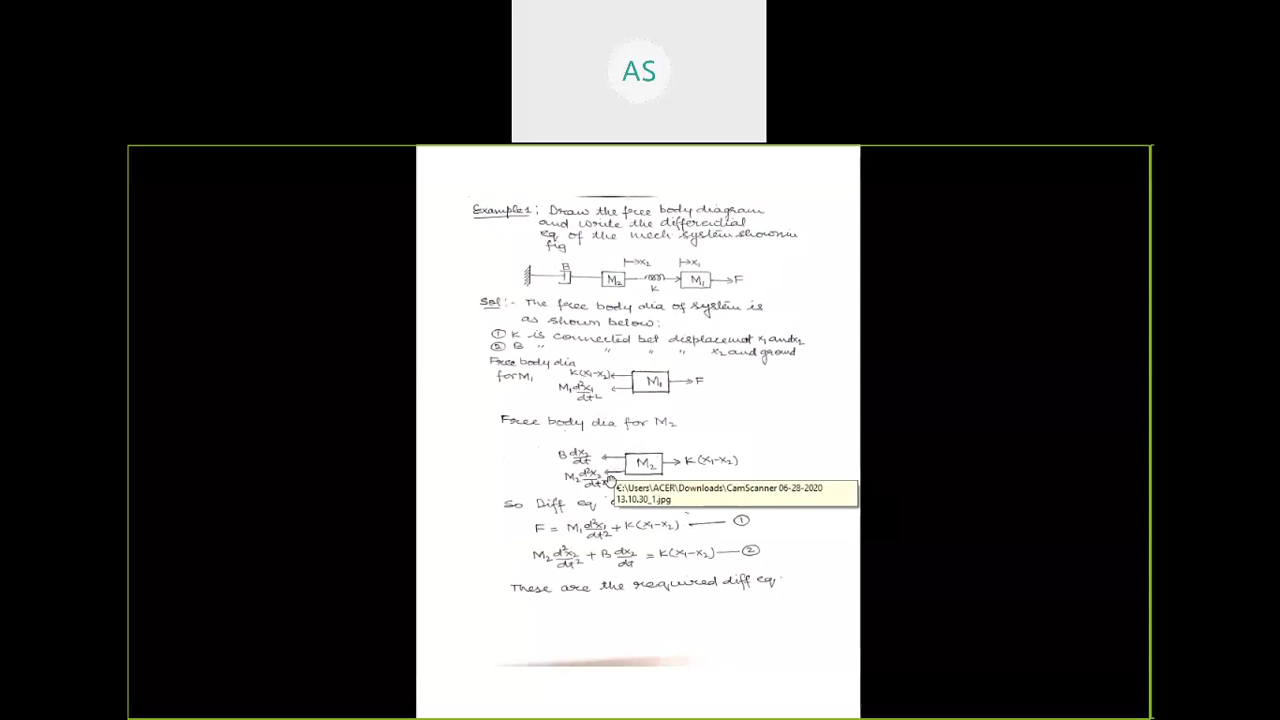 AS
Example 1: Draw the free body diagram
and write the differential
eq of the mech system shown in
fig
B
M2
x2
K
x1
M1
F
Sol:- The free body dia of system is
as shown below:
① K is connected bet displacemat x1 and x2
② B " " " " x2 and ground
Free body dia
for M1
K(x1-x2)
M1 d²x1/dt²
M1
F
Free body dia for M2
B dx2/dt
M2 d²x2/dt²
M2
K(x1-x2)
C:\Users\ACER\Downloads\CamScanner 06-28-2020
13.10.30_1.jpg
So Diff eq
F = M1 d²x1/dt² + K(x1-x2) —— ①
M2 d²x2/dt² + B dx2/dt = K(x1-x2) —— ②
These are the required diff eq.